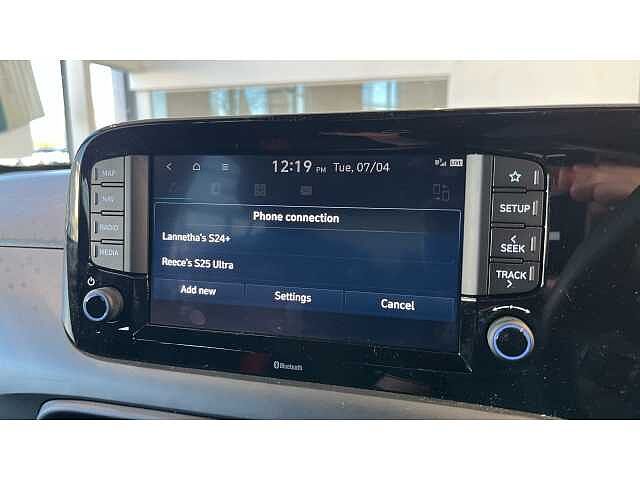 12:19 PM Tue, 07/04
LIVE
MAP
NAV
RADIO
MEDIA
Phone connection
Lannetha's S24+
Reece's S25 Ultra
Add new Settings Cancel
SETUP
SEEK
TRACK
Bluetooth